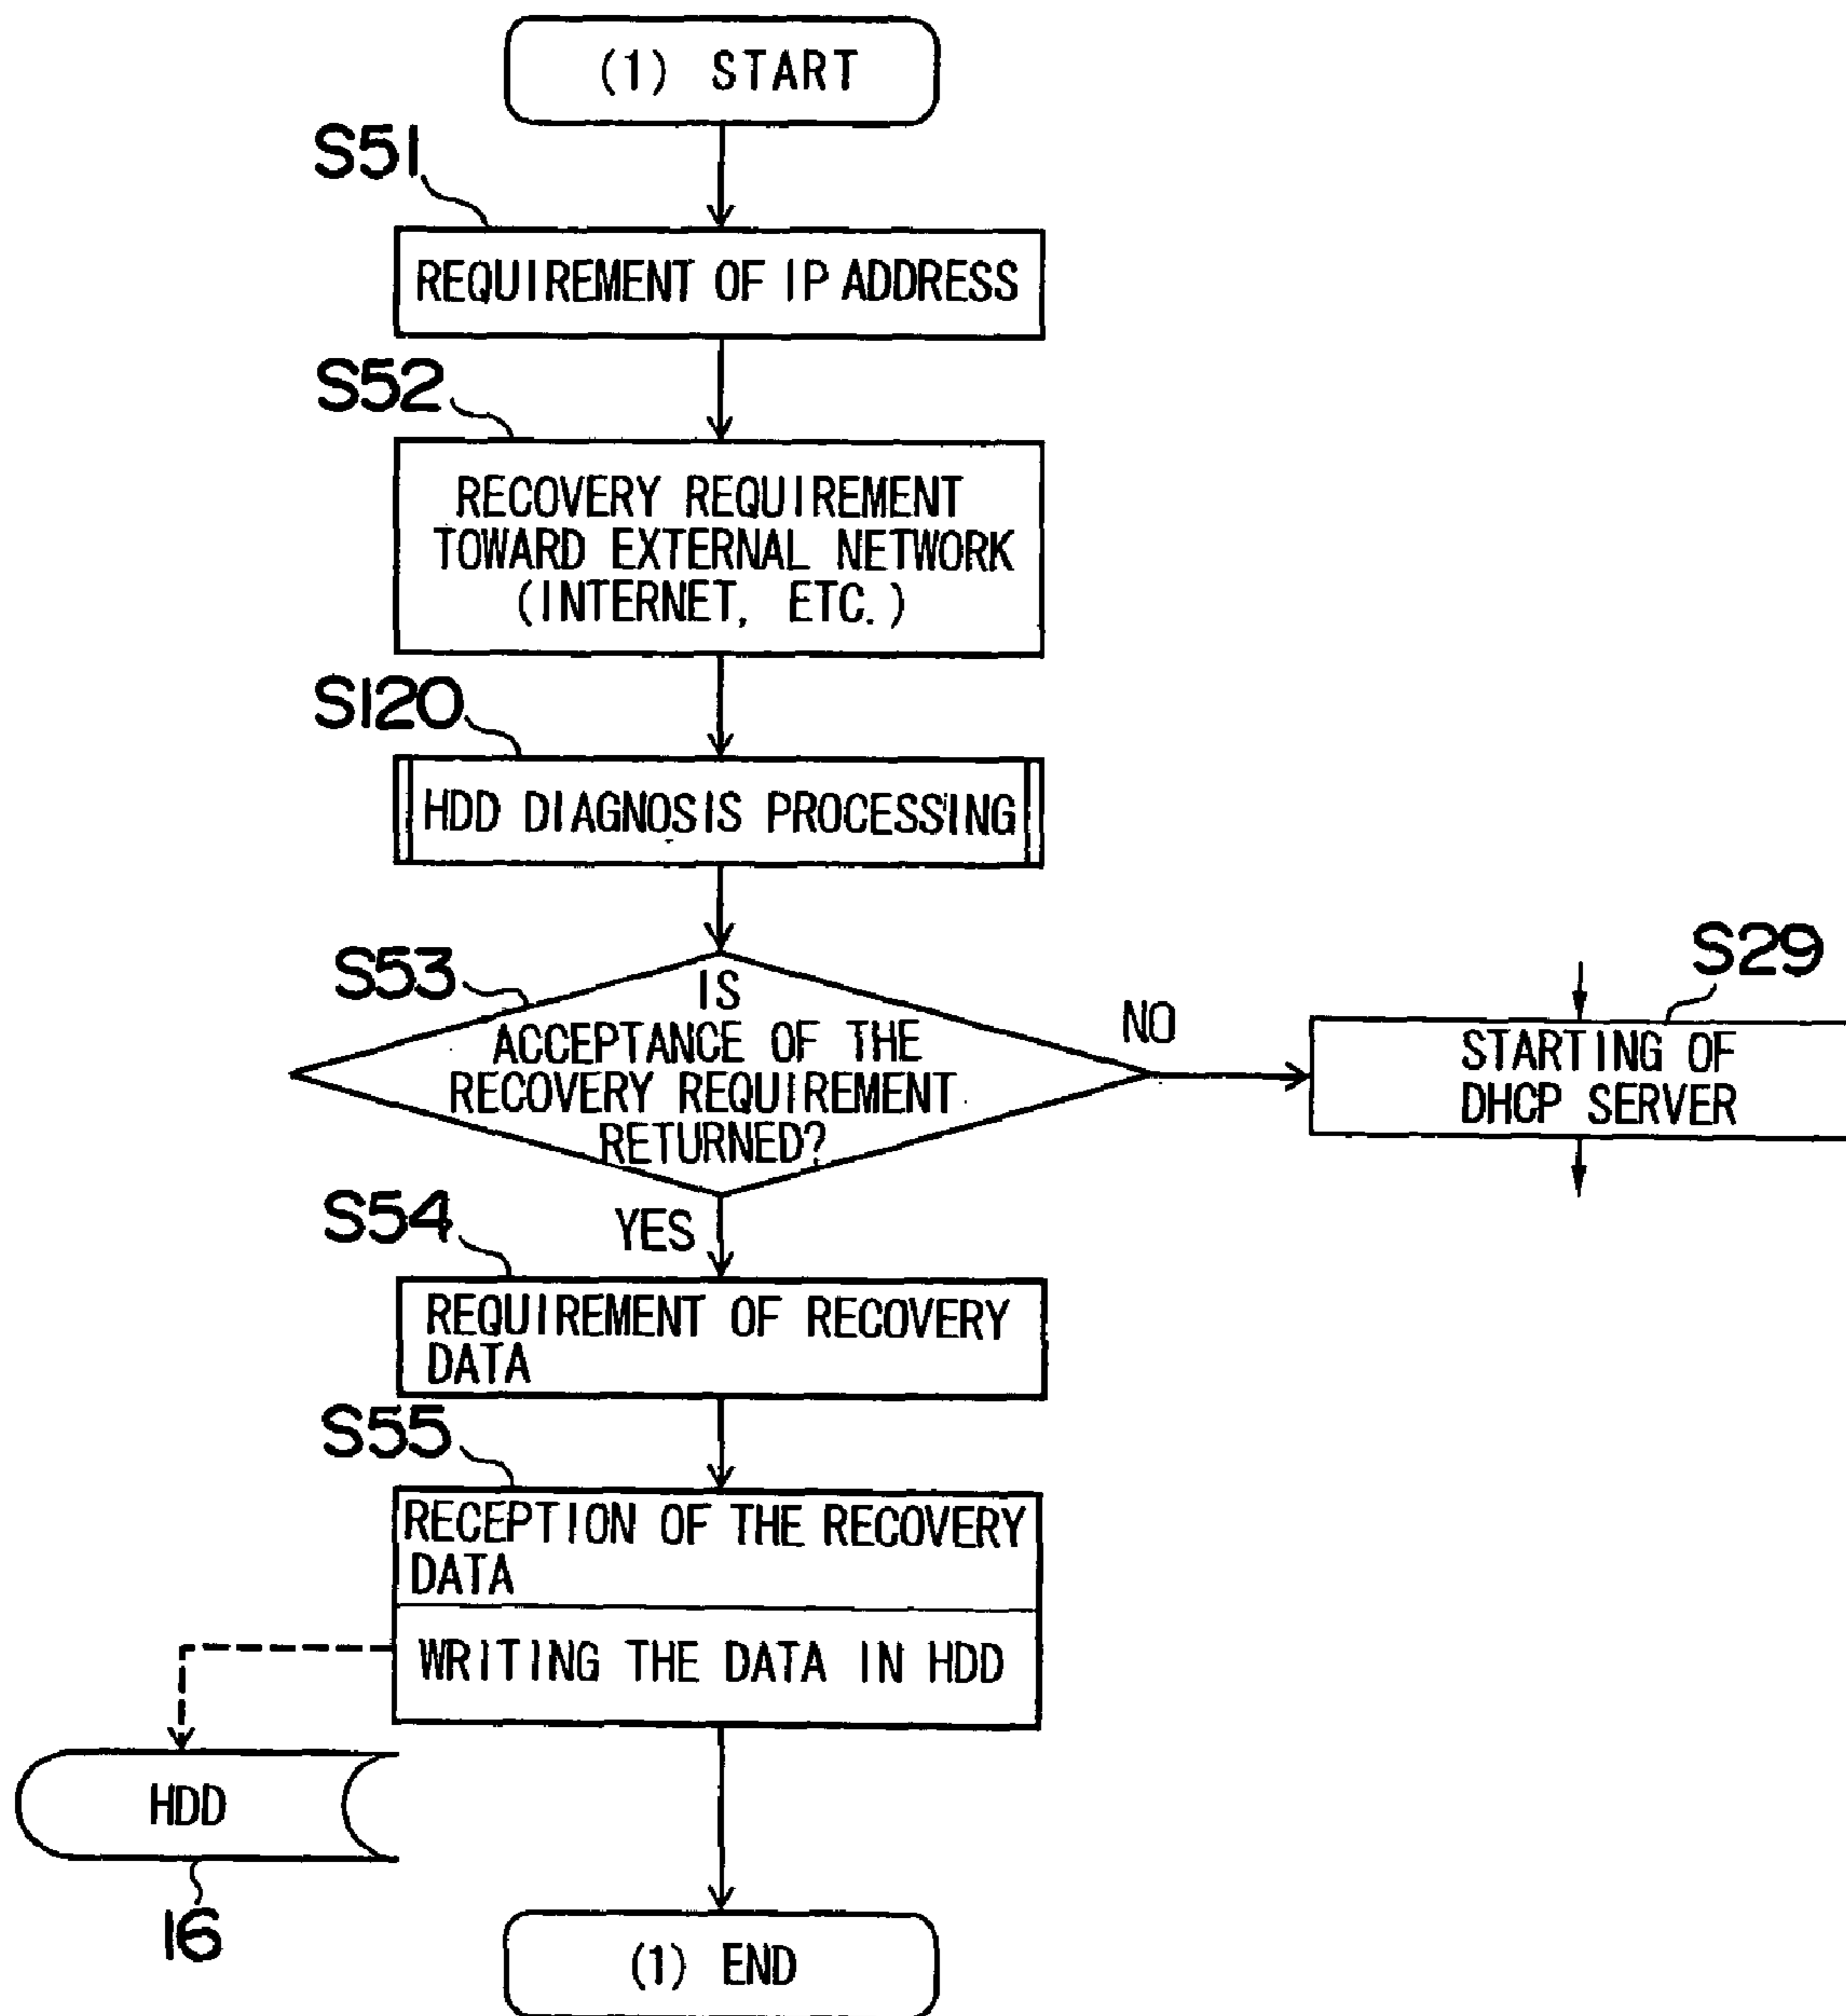 (1) START
S51
REQUIREMENT OF IP ADDRESS
S52
RECOVERY REQUIREMENT
TOWARD EXTERNAL NETWORK
(INTERNET, ETC.)
S120
HDD DIAGNOSIS PROCESSING
S53
IS
ACCEPTANCE OF THE
RECOVERY REQUIREMENT
RETURNED?
NO
S29
STARTING OF
DHCP SERVER
YES
S54
REQUIREMENT OF RECOVERY
DATA
S55
RECEPTION OF THE RECOVERY
DATA
WRITING THE DATA IN HDD
HDD
16
(1) END